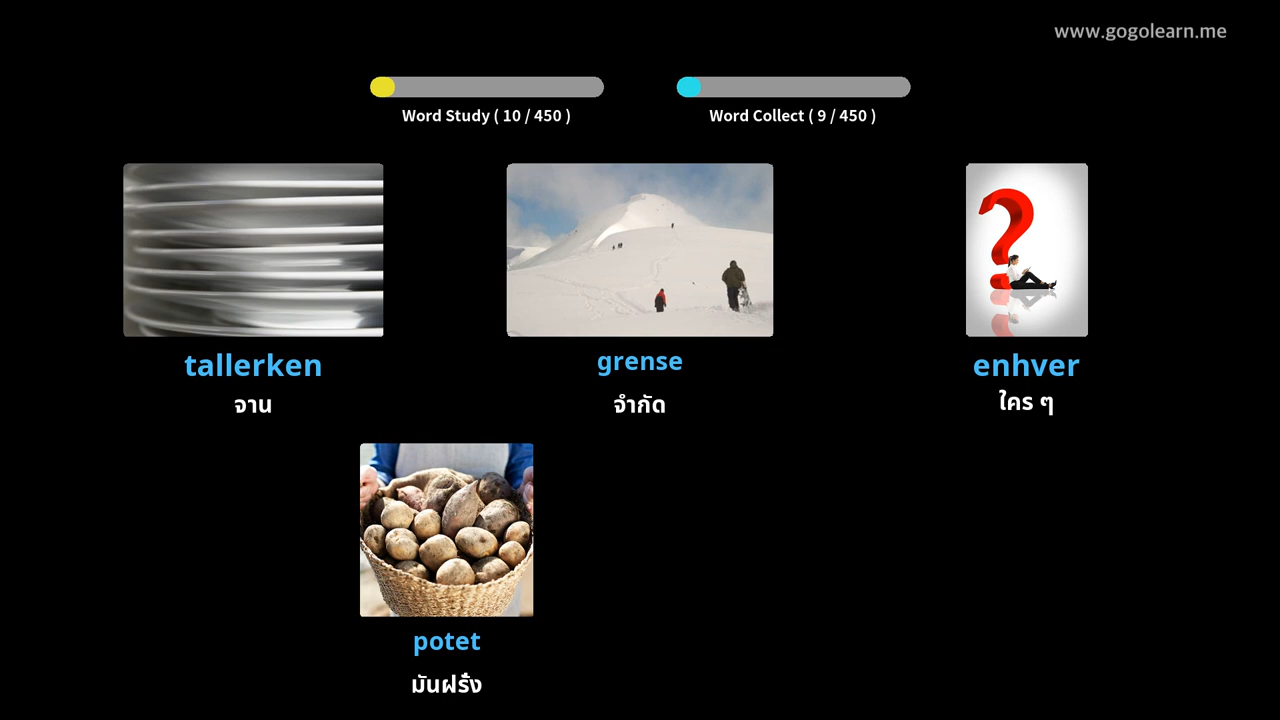 www.gogolearn.me
Word Study ( 10 / 450 )
Word Collect ( 9 / 450 )
tallerken
จาน
grense
จำกัด
enhver
ใคร ๆ
potet
มันฝรั่ง